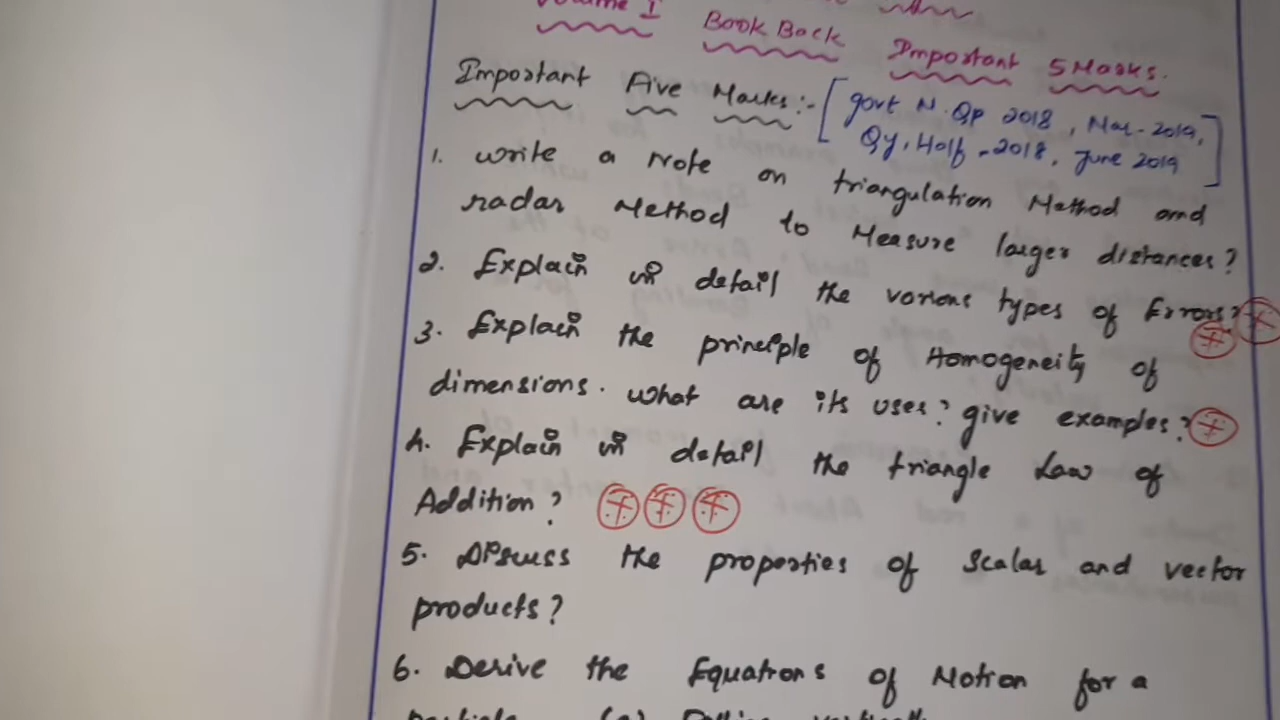 Volume I Book Back Important 5 Marks.
Important Five Marks:- [govt N. Qp 2018, Mar-2019,
Qy, Half-2018, June 2019]
1. Write a Note on triangulation Method and
radar Method to Measure larger distances?
2. Explain in detail the various types of Errors?
3. Explain the principle of Homogeneity of
dimensions. What are its uses? give examples?
4. Explain in detail the triangle Law of
Addition?
5. Discuss the properties of Scalar and vector
products?
6. Derive the Equations of Motion for a